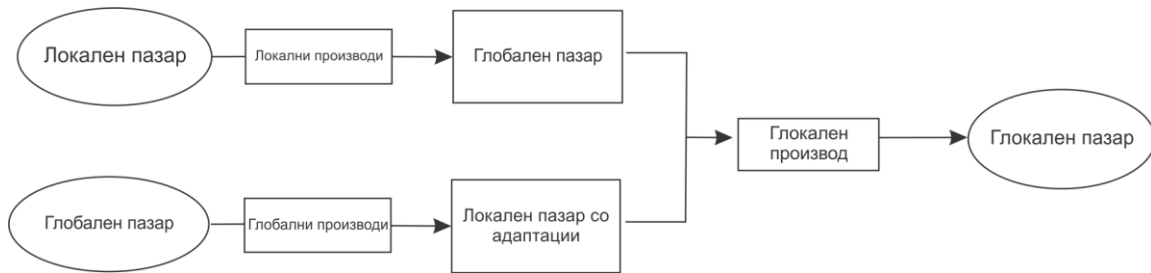 Локален пазар
Локални производи
Глобален пазар
Глокален
производ
Глокален пазар
Глобален пазар
Глобални производи
Локален пазар со
адаптации